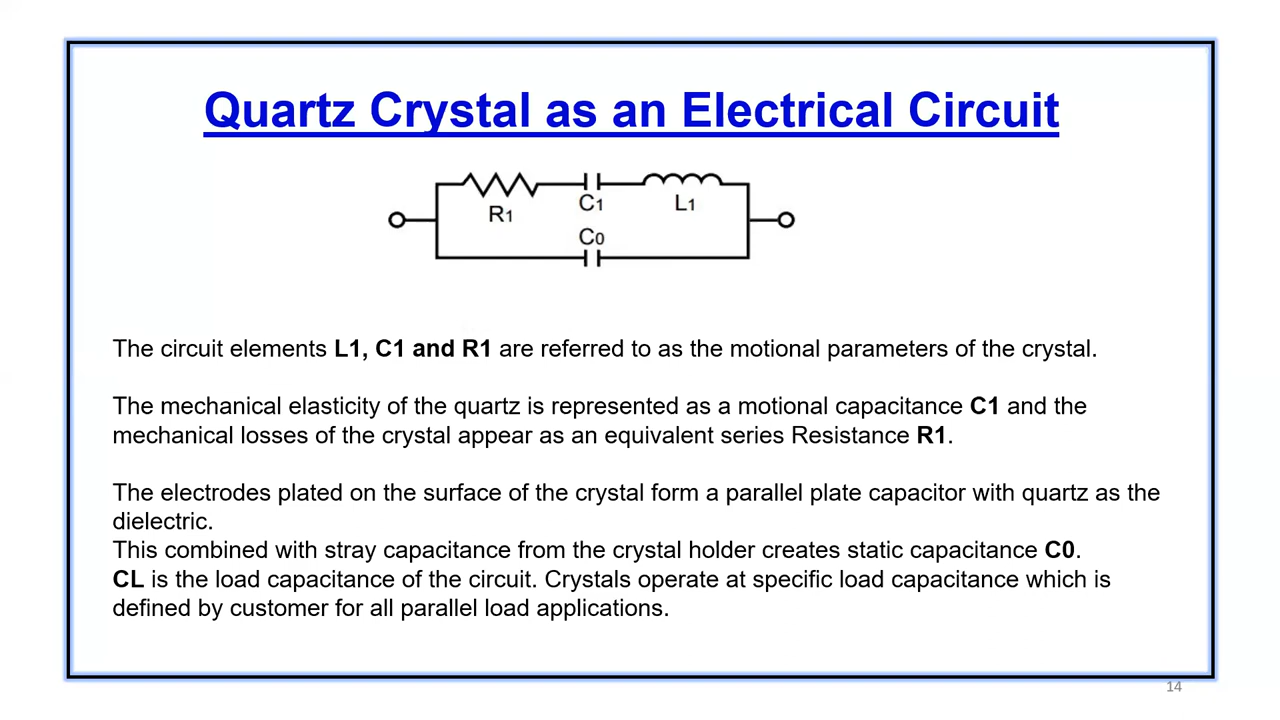 Quartz Crystal as an Electrical Circuit
R1
C1
L1
C0
The circuit elements L1, C1 and R1 are referred to as the motional parameters of the crystal.
The mechanical elasticity of the quartz is represented as a motional capacitance C1 and the
mechanical losses of the crystal appear as an equivalent series Resistance R1.
The electrodes plated on the surface of the crystal form a parallel plate capacitor with quartz as the
dielectric.
This combined with stray capacitance from the crystal holder creates static capacitance C0.
CL is the load capacitance of the circuit. Crystals operate at specific load capacitance which is
defined by customer for all parallel load applications.
14